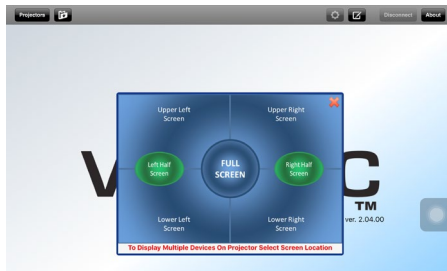 Projectors
Disconnect
About
Upper Left
Screen
Upper Right
Screen
Left Half
Screen
FULL
SCREEN
Right Half
Screen
Lower Left
Screen
Lower Right
Screen
TM
ver. 2.04.00
To Display Multiple Devices On Projector Select Screen Location